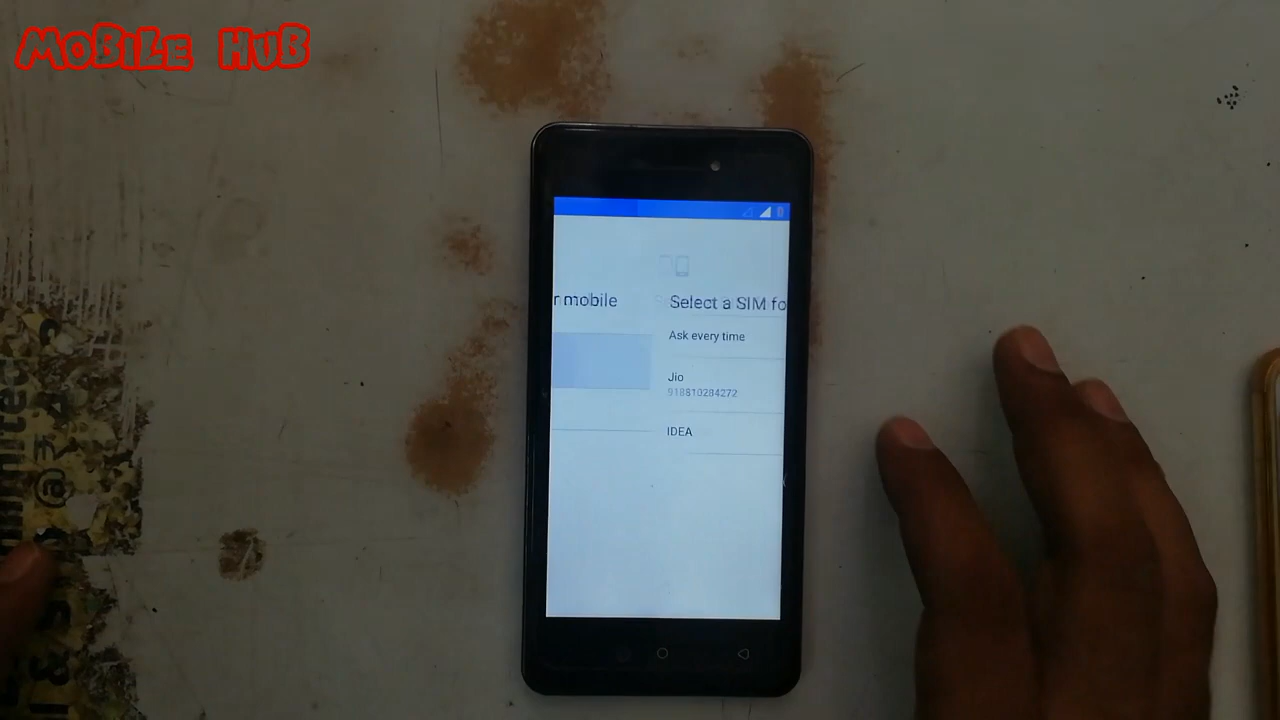 MOBILE HUB
r mobile
Select a SIM fo
Ask every time
Jio
918810284272
IDEA